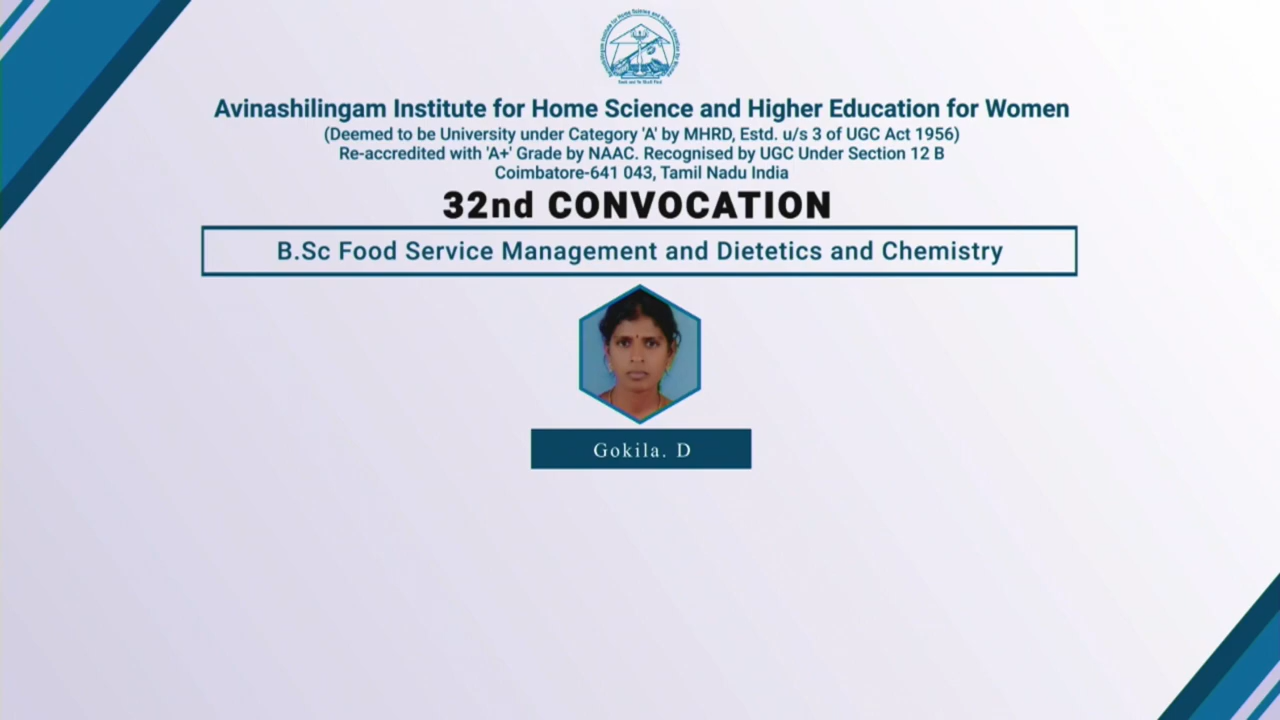 Avinashilingam Institute for Home Science and Higher Education for Women
(Deemed to be University under Category 'A' by MHRD, Estd. u/s 3 of UGC Act 1956)
Re-accredited with 'A+' Grade by NAAC. Recognised by UGC Under Section 12 B
Coimbatore-641 043, Tamil Nadu India
32nd CONVOCATION
B.Sc Food Service Management and Dietetics and Chemistry
Gokila. D